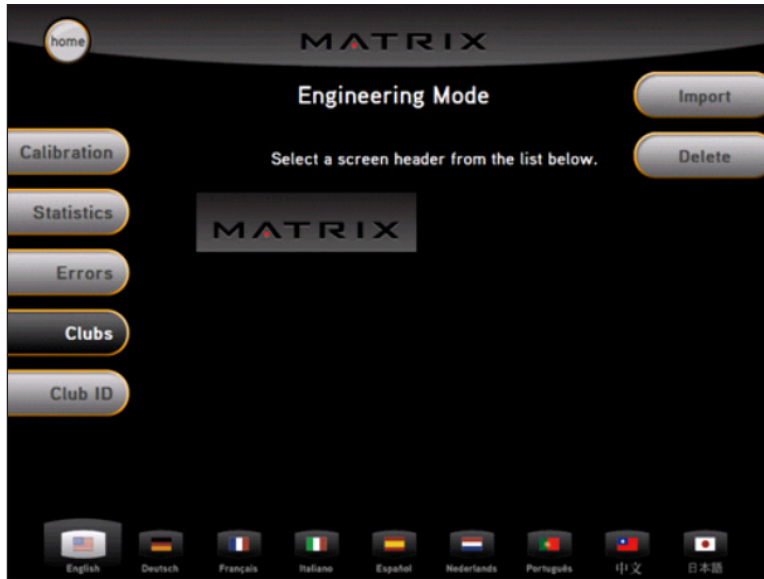 home
MATRIX
Engineering Mode
Import
Calibration
Select a screen header from the list below.
Delete
Statistics
MATRIX
Errors
Clubs
Club ID
English Deutsch Français Italiano Español Nederlands Português 中文 日本語